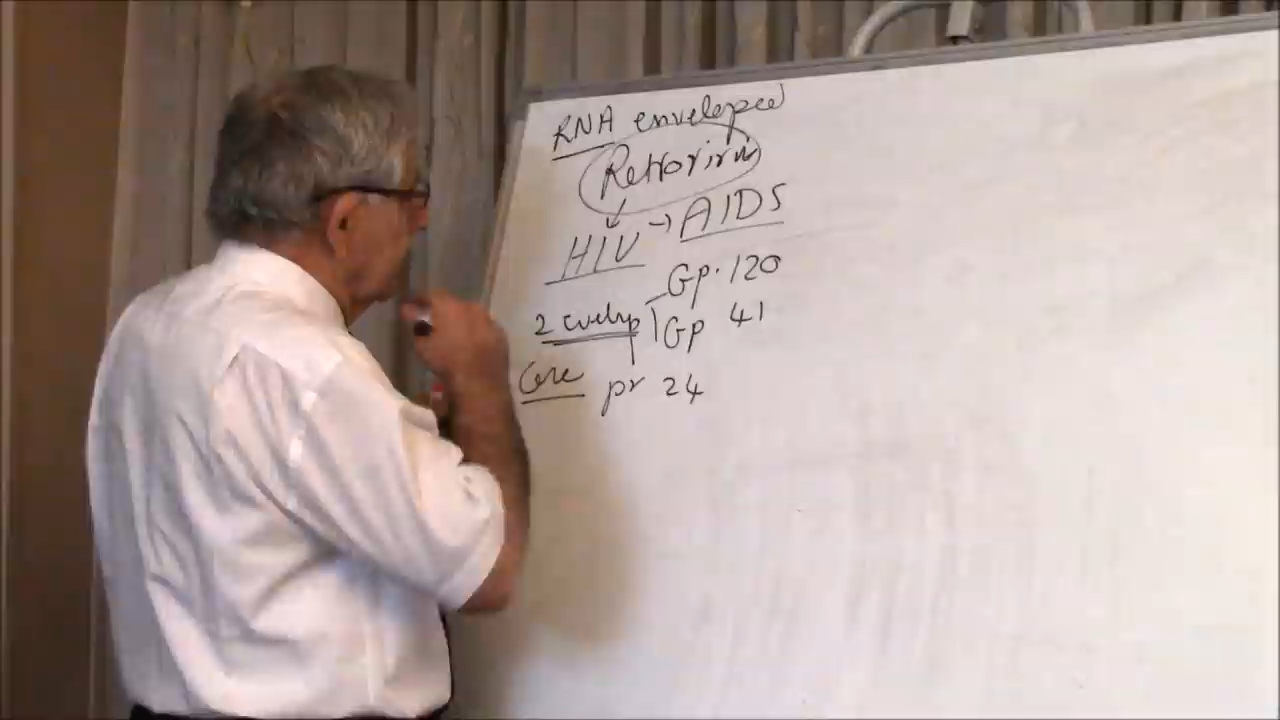 RNA enveloped
Retrovirus
HIV → AIDS
Gp. 120
2 envelop Gp 41
Core pr 24